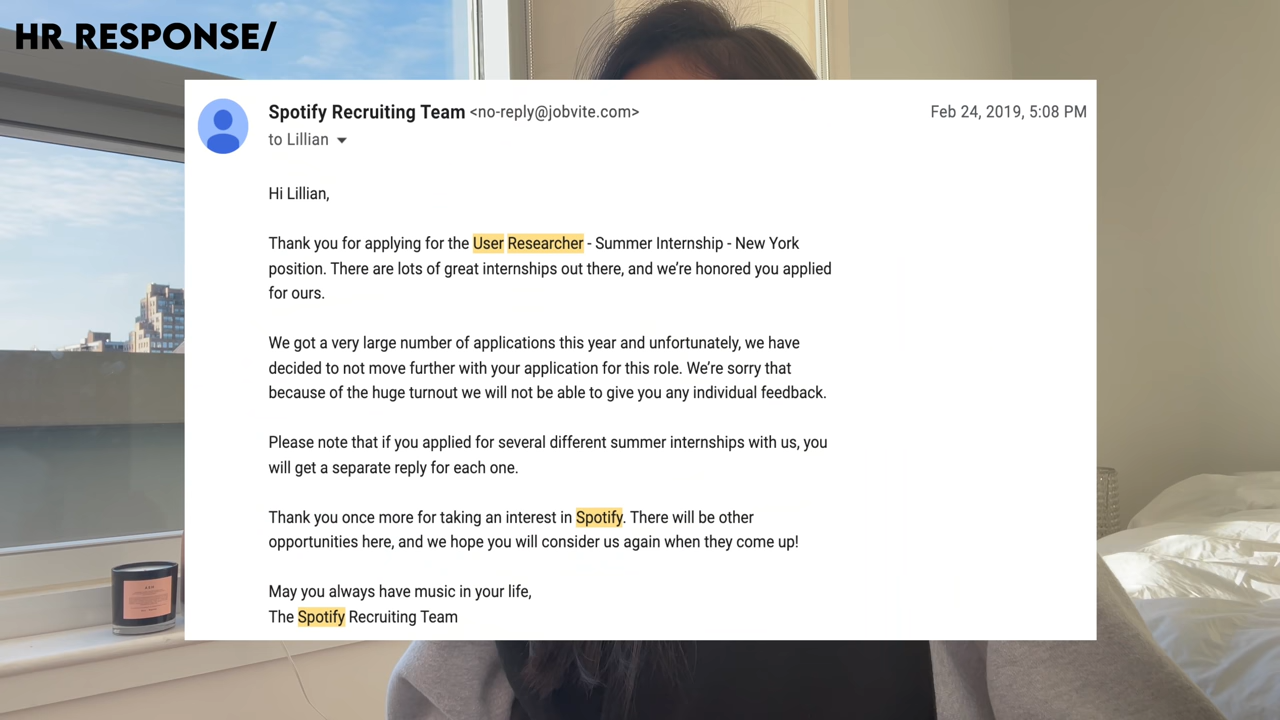 HR RESPONSE/
Spotify Recruiting Team <no-reply@jobvite.com>
Feb 24, 2019, 5:08 PM
to Lillian
Hi Lillian,
Thank you for applying for the User Researcher - Summer Internship - New York
position. There are lots of great internships out there, and we’re honored you applied
for ours.
We got a very large number of applications this year and unfortunately, we have
decided to not move further with your application for this role. We’re sorry that
because of the huge turnout we will not be able to give you any individual feedback.
Please note that if you applied for several different summer internships with us, you
will get a separate reply for each one.
Thank you once more for taking an interest in Spotify. There will be other
opportunities here, and we hope you will consider us again when they come up!
May you always have music in your life,
The Spotify Recruiting Team